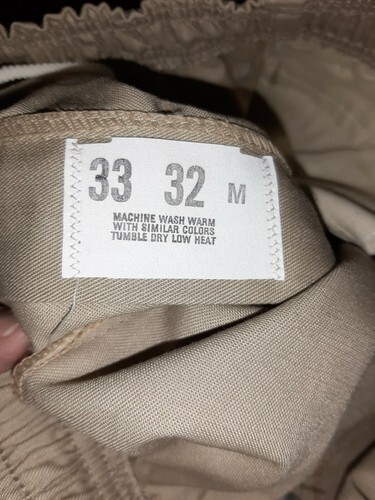 33 32 M
MACHINE WASH WARM
WITH SIMILAR COLORS
TUMBLE DRY LOW HEAT